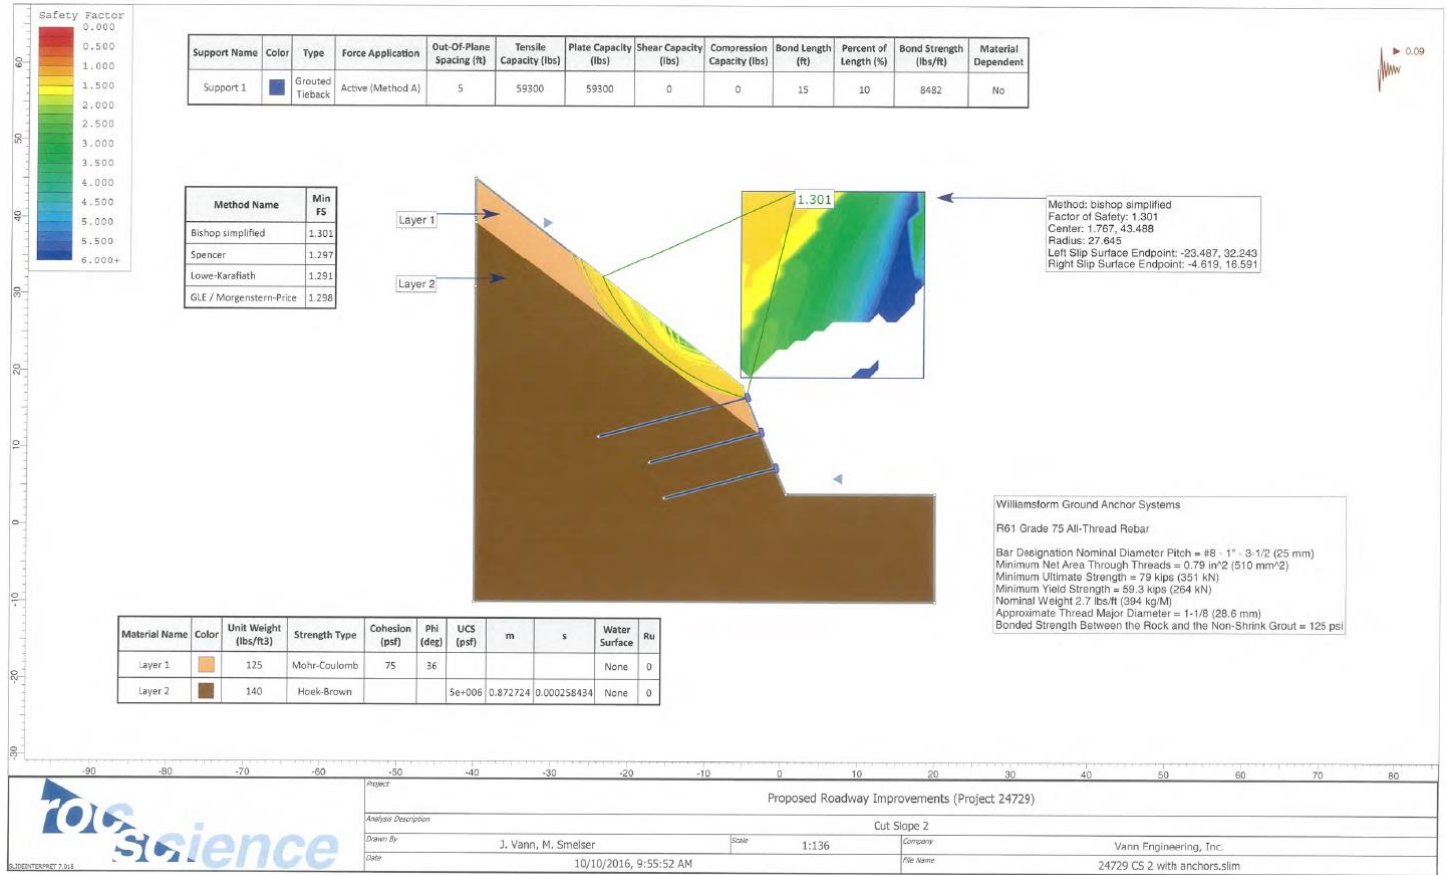 Safety Factor
0.000
0.500
1.000
1.500
2.000
2.500
3.000
3.500
4.000
4.500
5.000
5.500
6.000+
Support Name Color Type Force Application Out-Of-Plane Spacing (ft) Tensile Capacity (lbs) Plate Capacity (lbs) Shear Capacity (lbs) Compression Capacity (lbs) Bond Length (ft) Percent of Length (%) Bond Strength (lbs/ft) Material Dependent
Support 1 Grouted Tieback Active (Method A) 5 59300 59300 0 0 15 10 8482 No
0.09
Method Name Min FS
Bishop simplified 1.301
Spencer 1.297
Lowe-Karafiath 1.291
GLE / Morgenstern-Price 1.298
Layer 1
Layer 2
1.301
Method: bishop simplified
Factor of Safety: 1.301
Center: 1.767, 43.488
Radius: 27.645
Left Slip Surface Endpoint: -23.487, 32.243
Right Slip Surface Endpoint: -4.619, 16.591
Williamsform Ground Anchor Systems
R61 Grade 75 All-Thread Rebar
Bar Designation Nominal Diameter Pitch = #8 - 1" - 3-1/2 (25 mm)
Minimum Net Area Through Threads = 0.79 in^2 (510 mm^2)
Minimum Ultimate Strength = 79 kips (351 kN)
Minimum Yield Strength = 59.3 kips (264 kN)
Nominal Weight 2.7 lbs/ft (394 kg/M)
Approximate Thread Major Diameter = 1-1/8 (28.6 mm)
Bonded Strength Between the Rock and the Non-Shrink Grout = 125 psi
Material Name Color Unit Weight (lbs/ft3) Strength Type Cohesion (psf) Phi (deg) UCS (psf) m s Water Surface Ru
Layer 1 125 Mohr-Coulomb 75 36 None 0
Layer 2 140 Hoek-Brown 5e+006 0.872724 0.000258434 None 0
60
50
40
30
20
10
0
-10
-20
-30
-90 -80 -70 -60 -50 -40 -30 -20 -10 0 10 20 30 40 50 60 70 80
rocscience
SLIDEINTERPRET 7.018
Project
Proposed Roadway Improvements (Project 24729)
Analysis Description
Cut Slope 2
Drawn By J. Vann, M. Smelser Scale 1:136 Company Vann Engineering, Inc.
Date 10/10/2016, 9:55:52 AM File Name 24729 CS 2 with anchors.slim